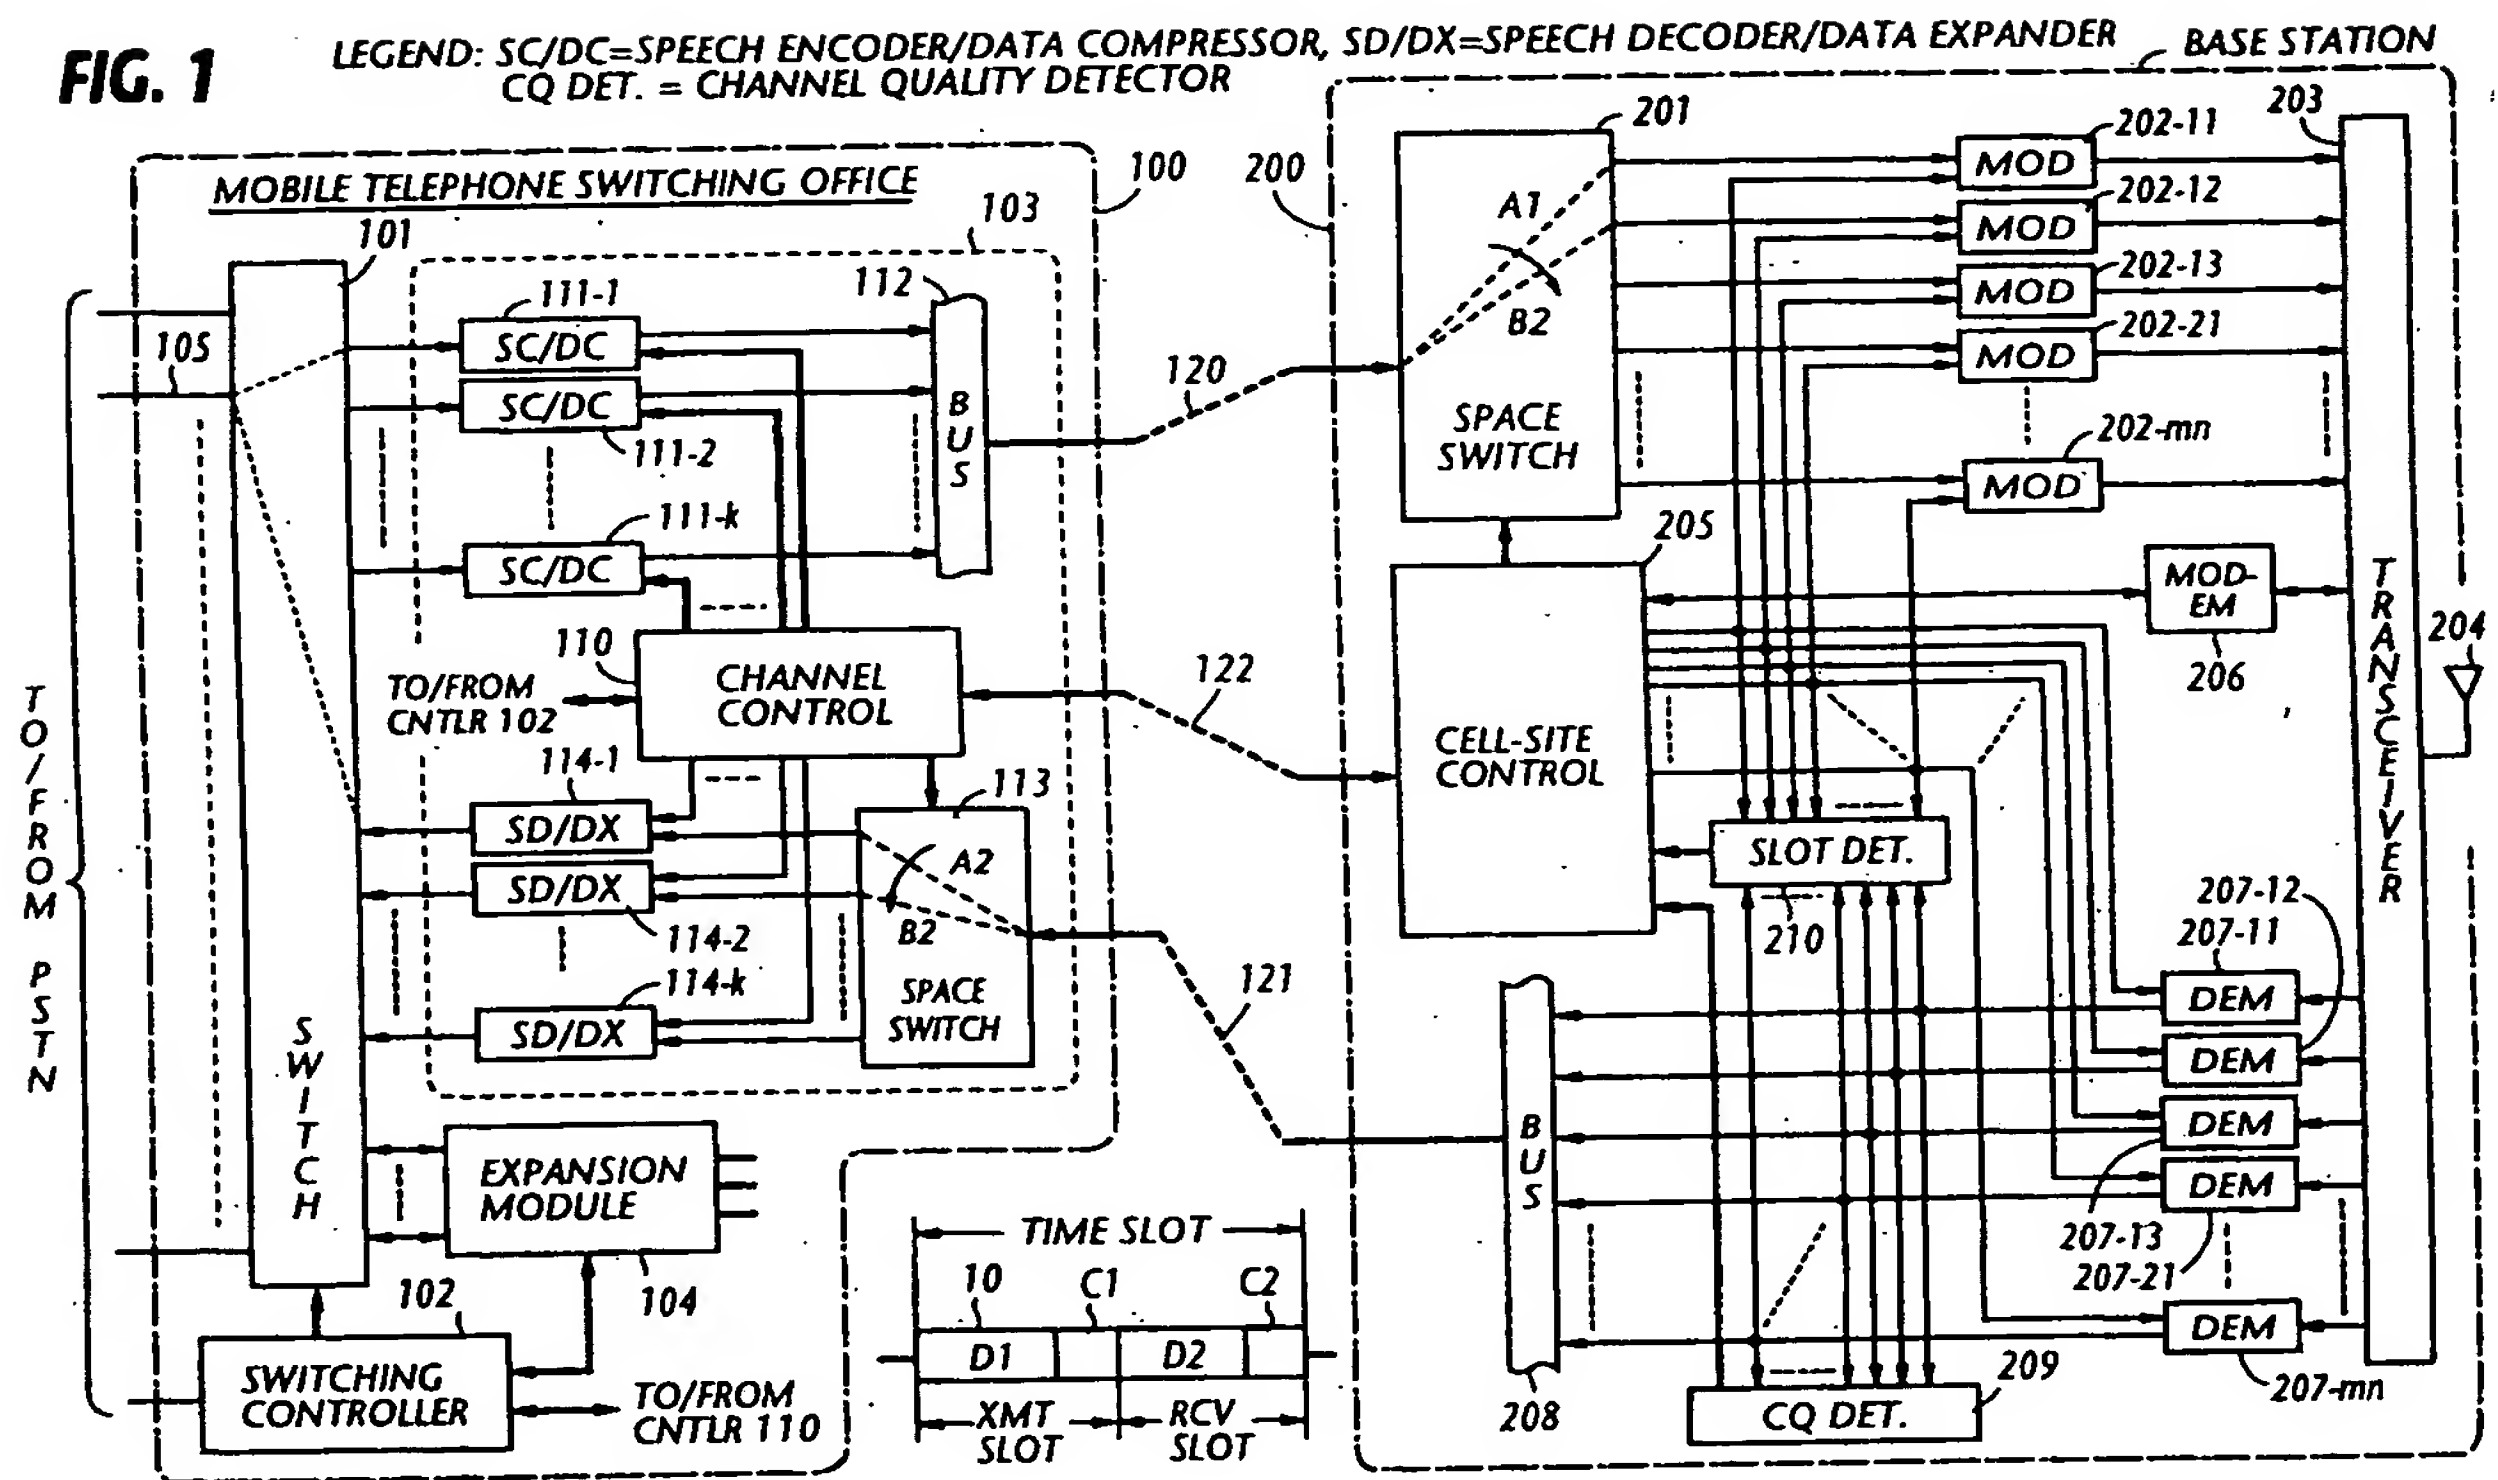 FIG. 1
LEGEND: SC/DC=SPEECH ENCODER/DATA COMPRESSOR, SD/DX=SPEECH DECODER/DATA EXPANDER
CQ DET. = CHANNEL QUALITY DETECTOR
BASE STATION
MOBILE TELEPHONE SWITCHING OFFICE
100
200
101
103
105
TO/FROM PSTN
SWITCH
111-1
SC/DC
SC/DC
111-2
111-k
SC/DC
112
BUS
110
CHANNEL
CONTROL
TO/FROM
CNTLR 102
114-1
SD/DX
SD/DX
114-2
114-k
SD/DX
113
A2
B2
SPACE
SWITCH
EXPANSION
MODULE
104
102
SWITCHING
CONTROLLER
TO/FROM
CNTLR 110
120
122
121
TIME SLOT
10
C1
C2
D1
D2
XMT
SLOT
RCV
SLOT
201
A1
B2
SPACE
SWITCH
202-11
MOD
202-12
MOD
202-13
MOD
202-21
MOD
202-mn
MOD
203
TRANSCEIVER
204
205
CELL-SITE
CONTROL
MOD-
EM
206
SLOT DET.
210
207-12
207-11
DEM
DEM
DEM
DEM
207-13
207-21
DEM
207-mn
BUS
208
209
CQ DET.